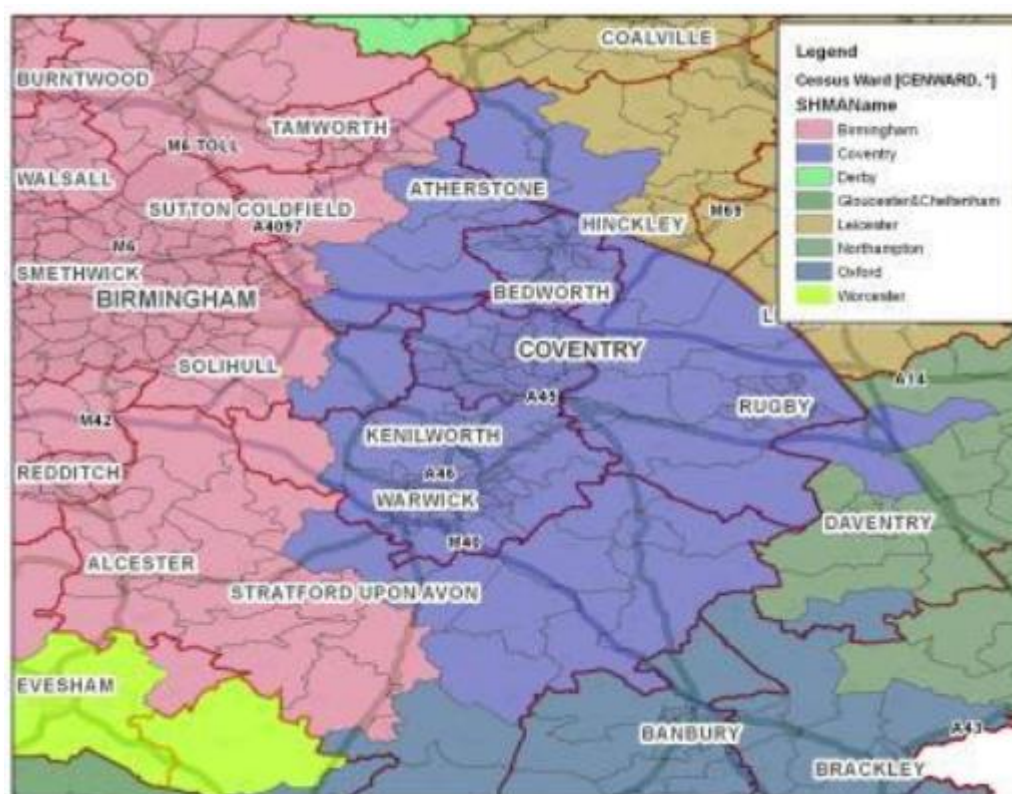 COALVILLE
BURNTWOOD
TAMWORTH
M6 TOLL
WALSALL
ATHERSTONE
SUTTON COLDFIELD
A4097
HINCKLEY
M69
M6
SMETHWICK
BIRMINGHAM
BEDWORTH
L
COVENTRY
SOLIHULL
A14
A45
RUGBY
M42
KENILWORTH
REDDITCH
A46
WARWICK
DAVENTRY
M40
ALCESTER
STRATFORD UPON AVON
EVESHAM
BANBURY
A43
BRACKLEY
Legend
Census Ward [CENWARD, *]
SHMAName
Birmingham
Coventry
Derby
Gloucester&Cheltenham
Leicester
Northampton
Oxford
Worcester